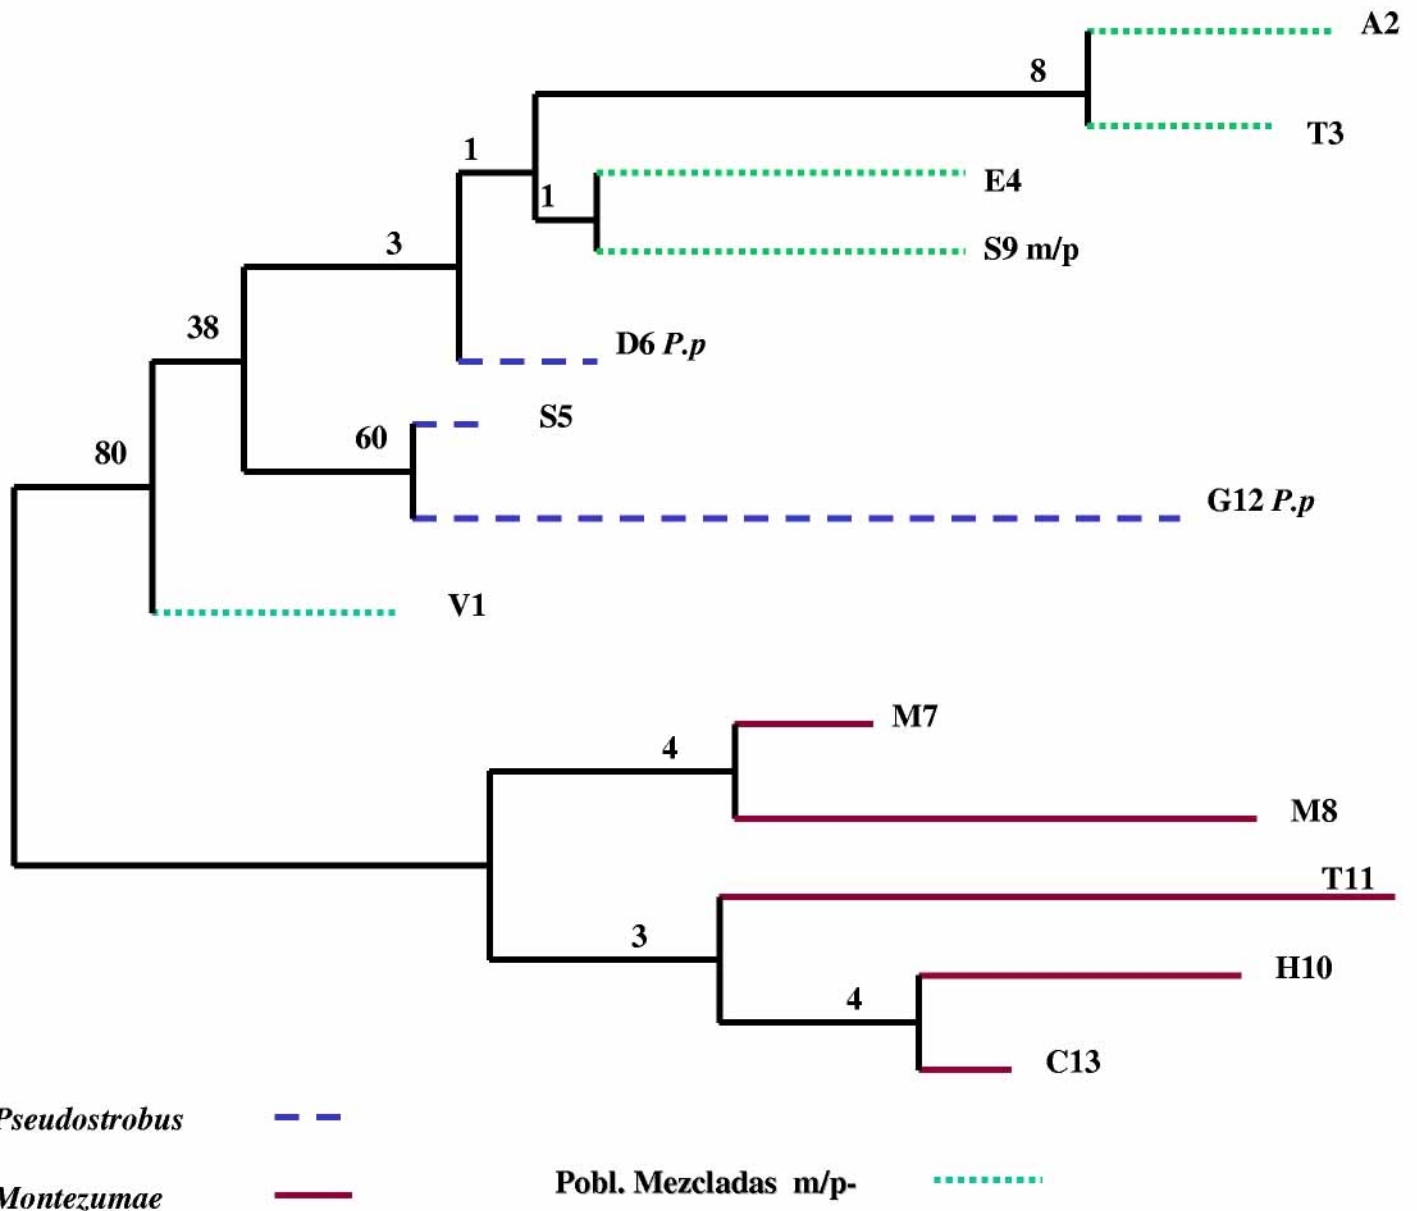 A2
8
T3
1
E4
1
S9 m/p
3
38
D6 P.p
S5
60
80
G12 P.p
V1
M7
4
M8
T11
3
H10
4
C13
Pseudostrobus
Pobl. Mezcladas m/p-
Montezumae